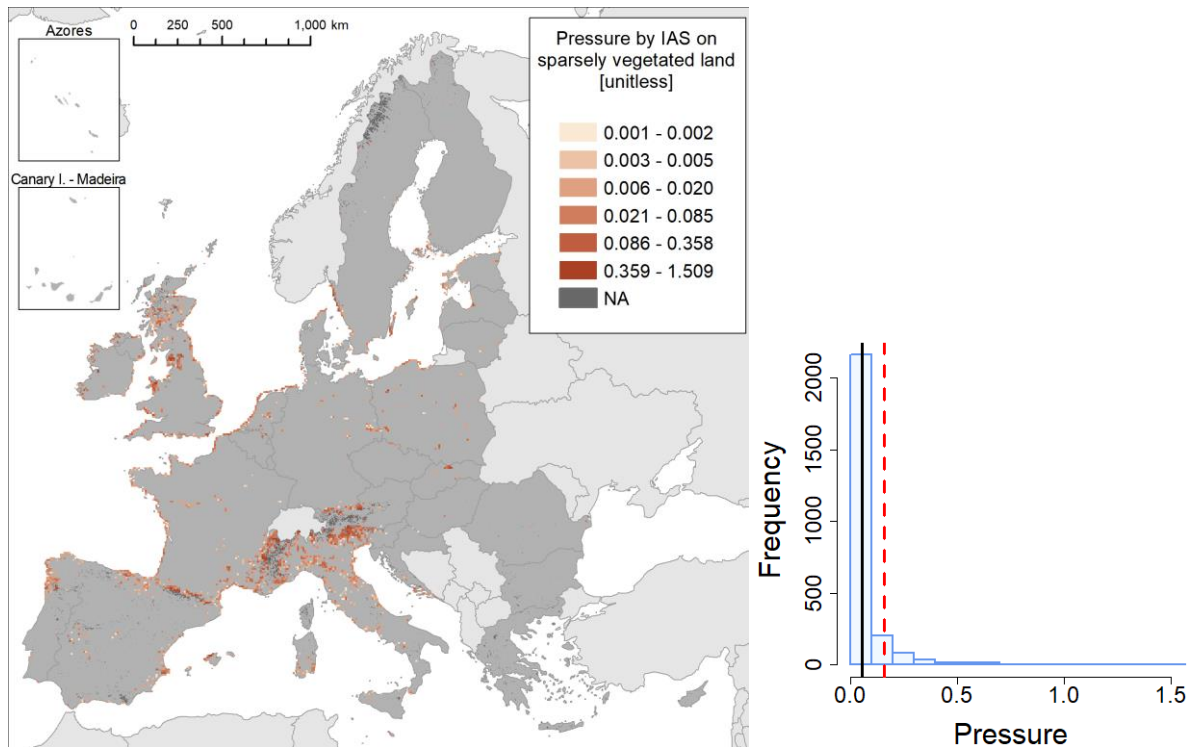 Azores
0 250 500 1,000 km
Canary I. - Madeira
Pressure by IAS on
sparsely vegetated land
[unitless]
0.001 - 0.002
0.003 - 0.005
0.006 - 0.020
0.021 - 0.085
0.086 - 0.358
0.359 - 1.509
NA
Frequency
2000
1500
1000
500
0
0.0 0.5 1.0 1.5
Pressure